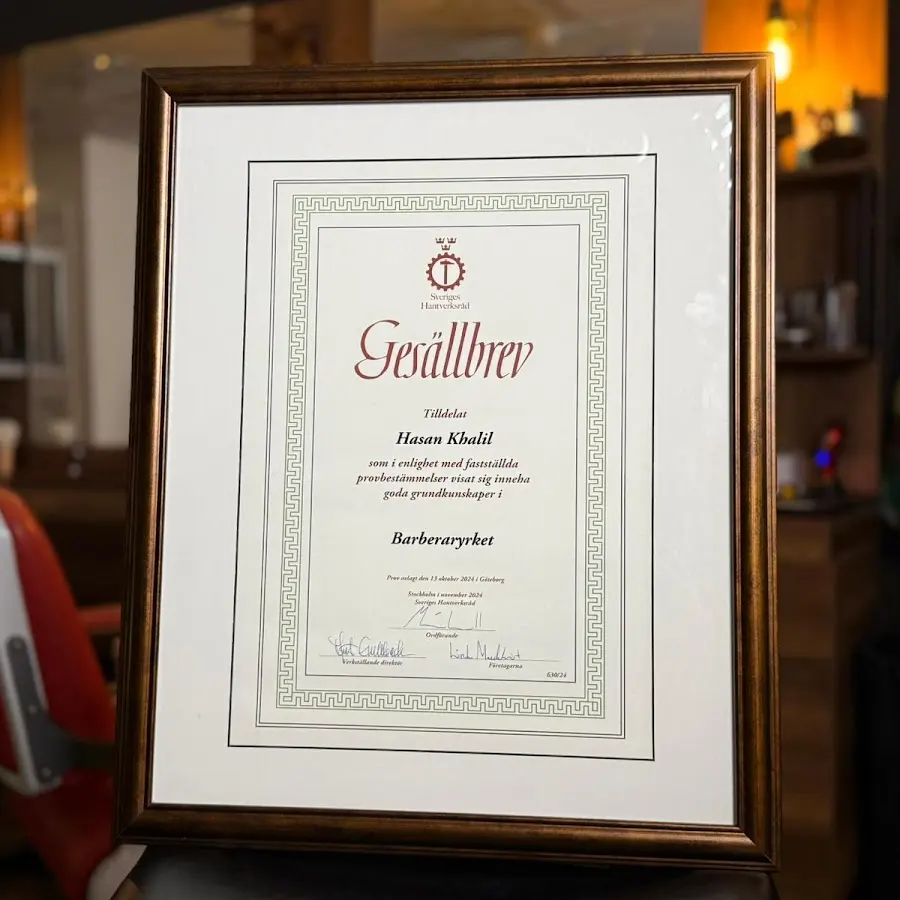 Sveriges
Hantverksråd
Gesällbrev
Tilldelat
Hasan Khalil
som i enlighet med fastställda
provbestämmelser visat sig inneha
goda grundkunskaper i
Barberaryrket
Prov avlagt den 13 oktober 2024 i Göteborg
Stockholm i november 2024
Sveriges Hantverksråd
Ordförande
Verkställande direktör
Företagarna
630/24